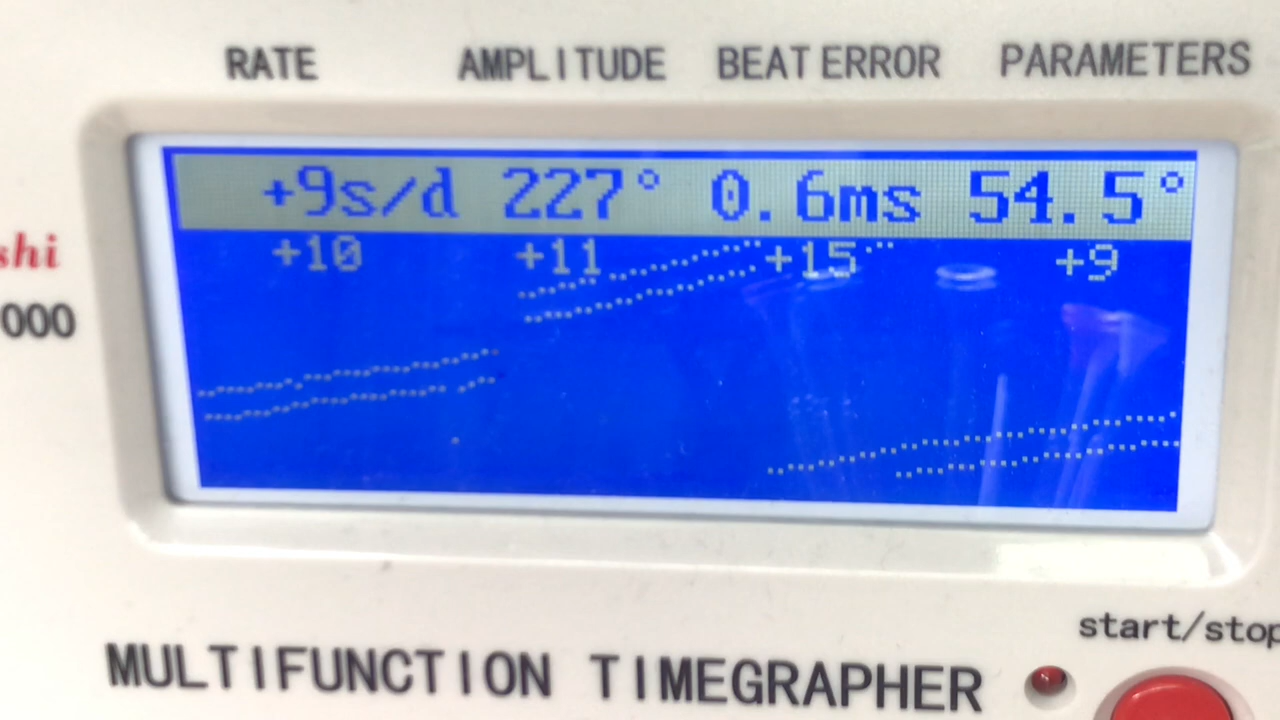 RATE AMPLITUDE BEAT ERROR PARAMETERS
+9s/d 227° 0.6ms 54.5°
+10 +11 +15 +9
shi
000
start/stop
MULTIFUNCTION TIMEGRAPHER